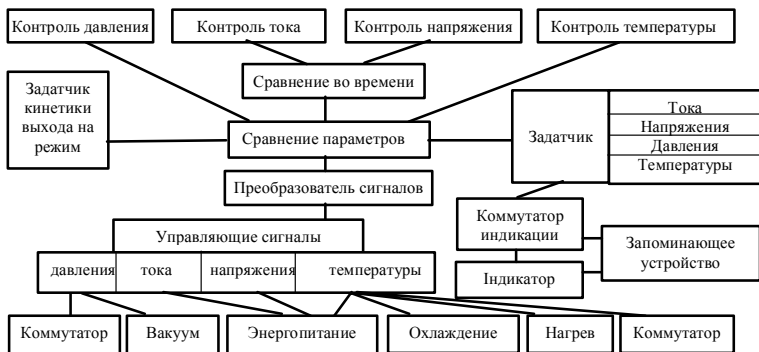 Контроль давления
Контроль тока
Контроль напряжения
Контроль температуры
Сравнение во времени
Задатчик
кинетики
выхода на
режим
Сравнение параметров
Задатчик
Тока
Напряжения
Давления
Температуры
Преобразователь сигналов
Управляющие сигналы
давления
тока
напряжения
температуры
Коммутатор
индикации
Індикатор
Запоминающее
устройство
Коммутатор
Вакуум
Энергопитание
Охлаждение
Нагрев
Коммутатор